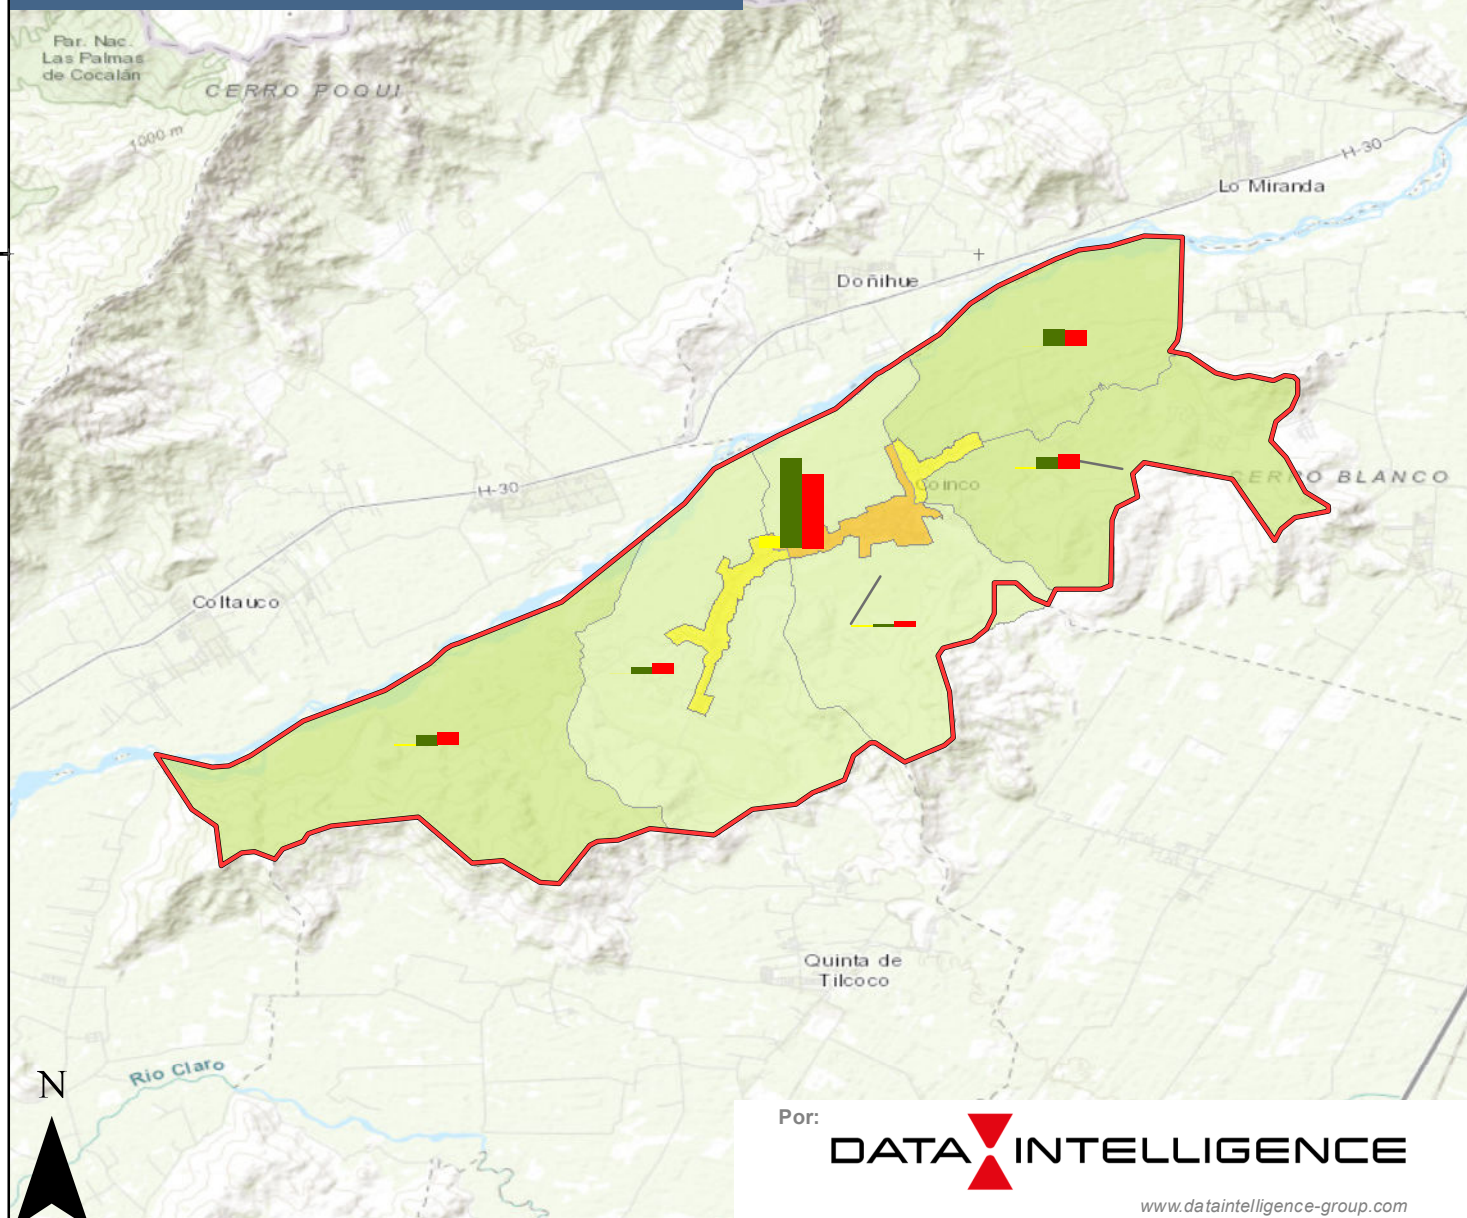 Par. Nac.
Las Palmas
de Cocalán
CERRO POQUI
1000 m
H-30
Lo Miranda
Doñihue
H-30
Coinco
CERRO BLANCO
Coltauco
Quinta de
Tilcoco
Rio Claro
N
Por:
DATA INTELLIGENCE
www.dataintelligence-group.com